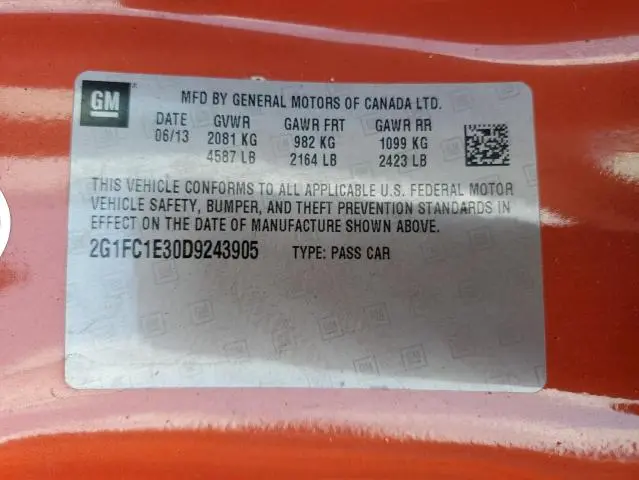 GM
MFD BY GENERAL MOTORS OF CANADA LTD.
DATE GVWR GAWR FRT GAWR RR
06/13 2081 KG 982 KG 1099 KG
4587 LB 2164 LB 2423 LB
THIS VEHICLE CONFORMS TO ALL APPLICABLE U.S. FEDERAL MOTOR
VEHICLE SAFETY, BUMPER, AND THEFT PREVENTION STANDARDS IN
EFFECT ON THE DATE OF MANUFACTURE SHOWN ABOVE.
2G1FC1E30D9243905 TYPE: PASS CAR